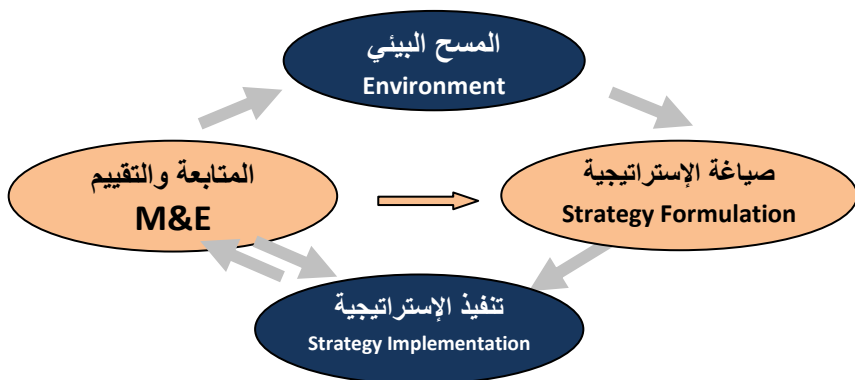 المسح البيئي
Environment
صياغة الإستراتيجية
Strategy Formulation
المتابعة والتقييم
M&E
تنفيذ الإستراتيجية
Strategy Implementation